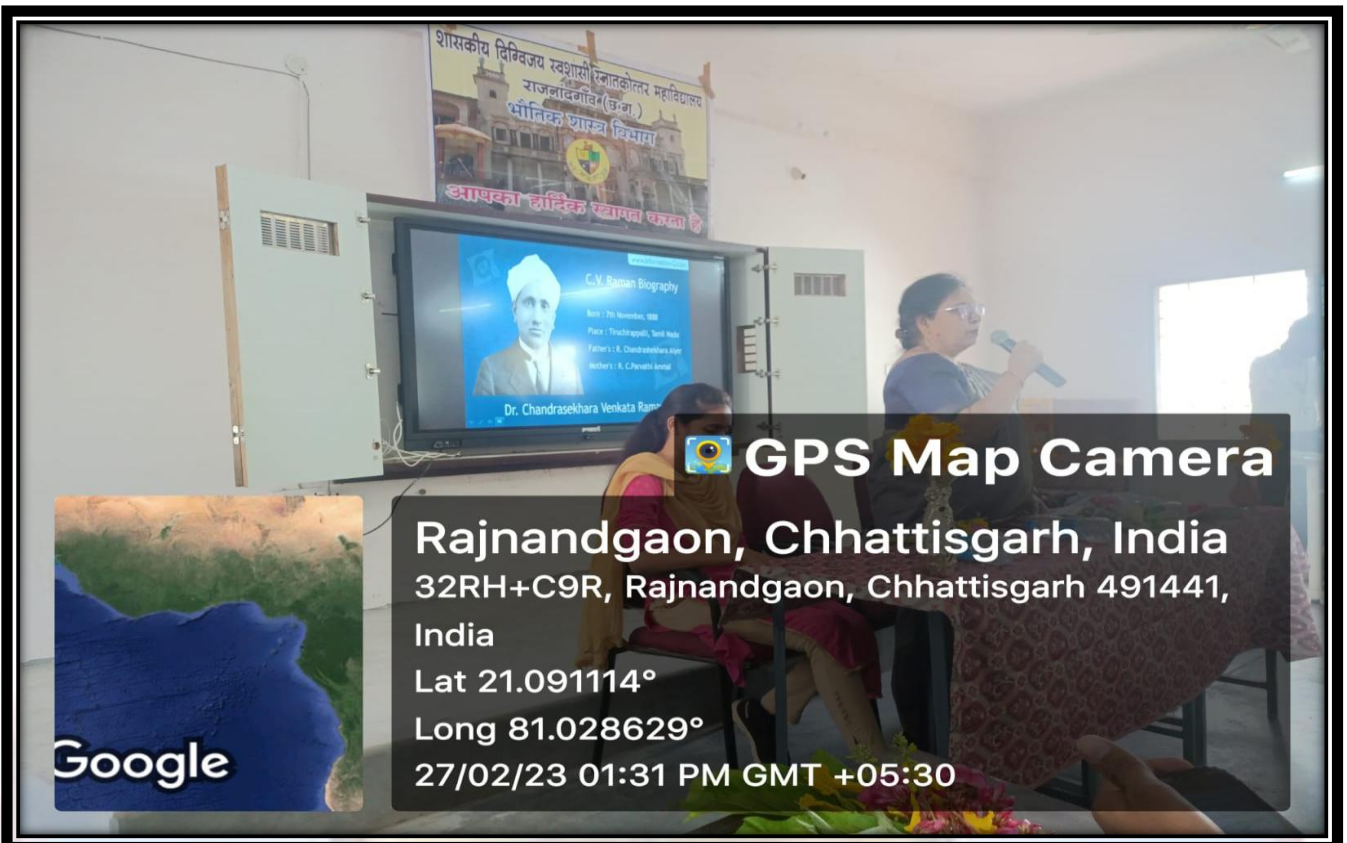 शासकीय दिग्विजय स्वशासी स्नातकोत्तर महाविद्यालय
राजनांदगाँव (छ.ग.)
भौतिक शास्त्र विभाग
आपका हार्दिक स्वागत करता है
C.V. Raman Biography
Born : 7th November, 1888
Place : Tiruchirappalli, Tamil Nadu
Father's : R. Chandrashekhara Aiyer
Mother's : R. C.Parvathi Ammal
Dr. Chandrasekhara Venkata Raman
GPS Map Camera
Rajnandgaon, Chhattisgarh, India
32RH+C9R, Rajnandgaon, Chhattisgarh 491441,
India
Lat 21.091114°
Long 81.028629°
27/02/23 01:31 PM GMT +05:30
Google